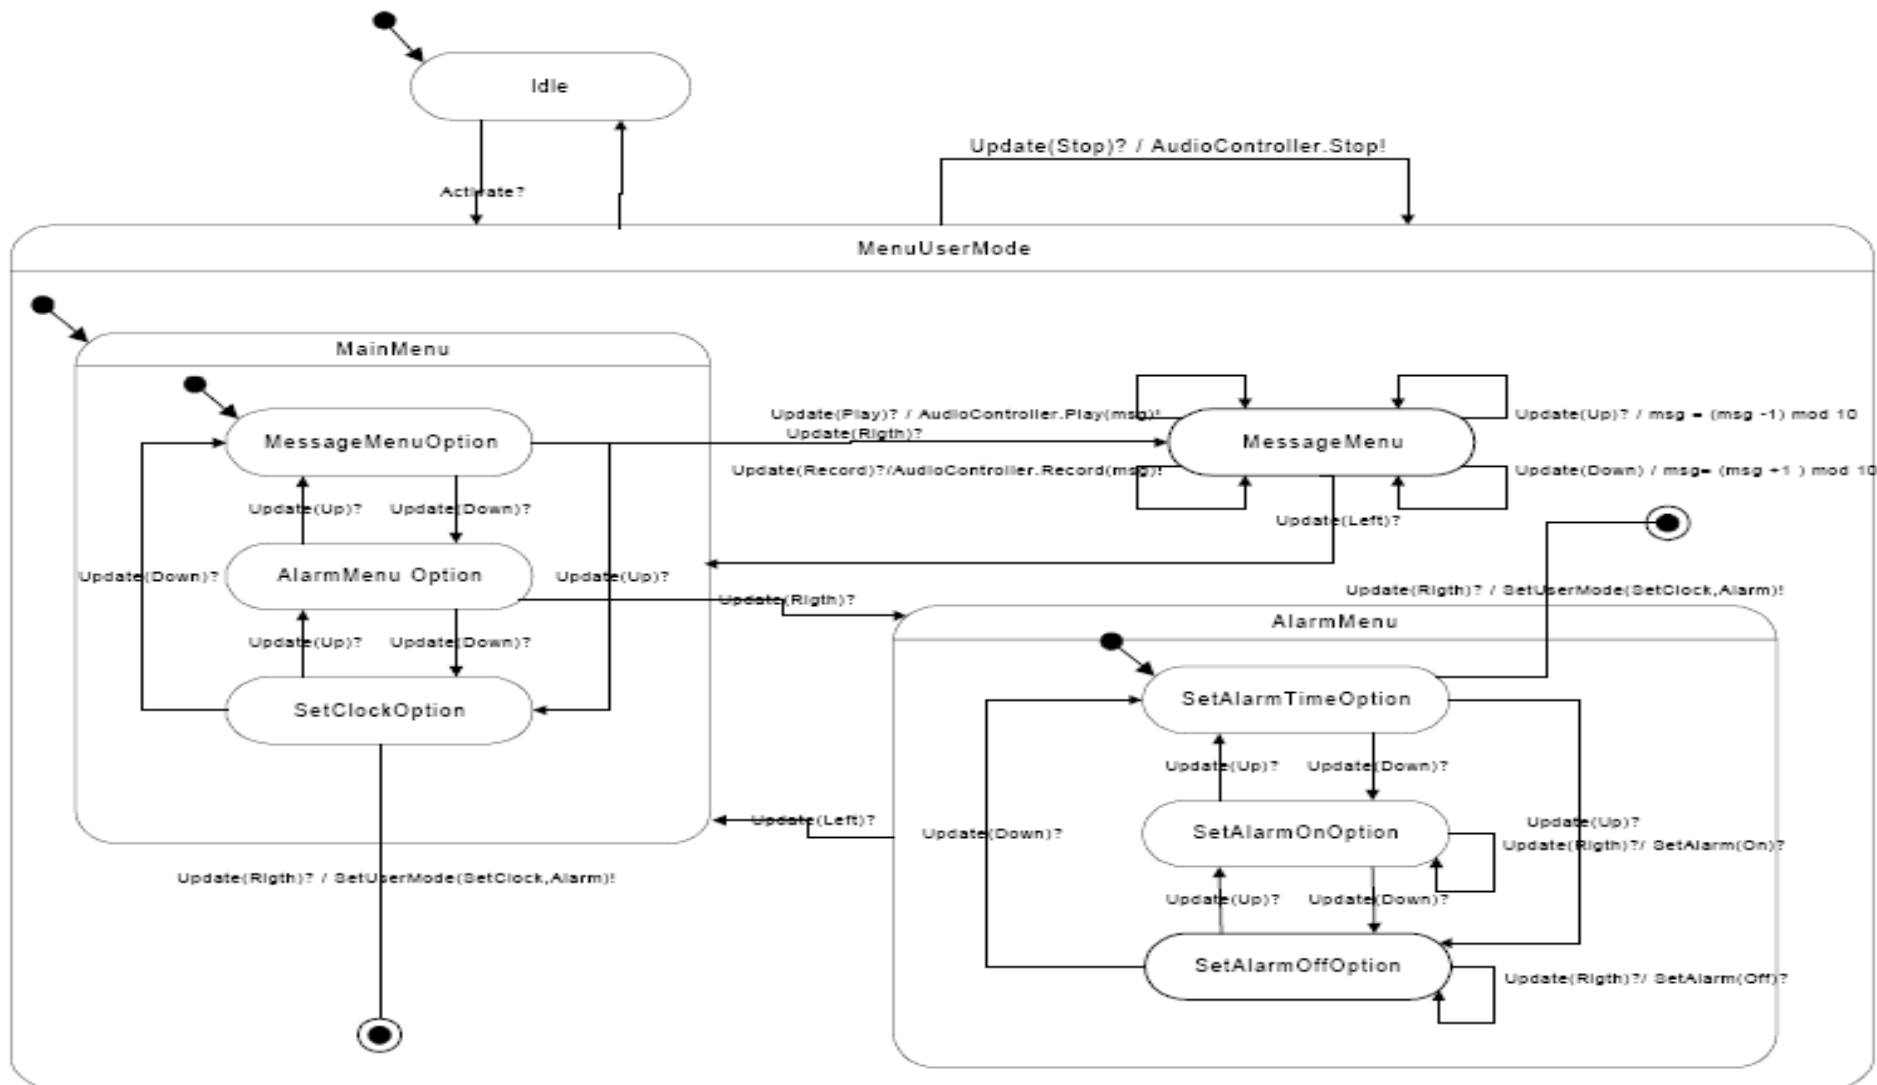 Idle
Update(Stop)? / AudioController.Stop!
Activate?
MenuUserMode
MainMenu
Update(Play)? / AudioController.Play(msg)!
Update(Up)? / msg = (msg -1) mod 10
Update(Rigth)?
MessageMenuOption
MessageMenu
Update(Record)?/AudioController.Record(msg)!
Update(Down) / msg= (msg +1 ) mod 10
Update(Up)?
Update(Down)?
Update(Left)?
Update(Down)?
AlarmMenu Option
Update(Up)?
Update(Rigth)?
Update(Rigth)? / SetUserMode(SetClock,Alarm)!
AlarmMenu
Update(Up)?
Update(Down)?
SetClockOption
SetAlarmTimeOption
Update(Up)?
Update(Down)?
Update(Left)?
Update(Down)?
SetAlarmOnOption
Update(Up)?
Update(Rigth)?/ SetAlarm(On)?
Update(Rigth)? / SetUserMode(SetClock,Alarm)!
Update(Up)?
Update(Down)?
SetAlarmOffOption
Update(Rigth)?/ SetAlarm(Off)?